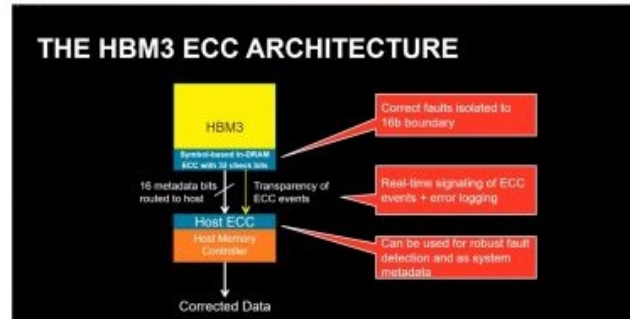 THE HBM3 ECC ARCHITECTURE
HBM3
Symbol-based In-DRAM
ECC with 32 check bits
16 metadata bits
routed to host
Transparency of
ECC events
Host ECC
Host Memory
Controller
Corrected Data
Correct faults isolated to
16b boundary
Real-time signaling of ECC
events + error logging
Can be used for robust fault
detection and as system
metadata